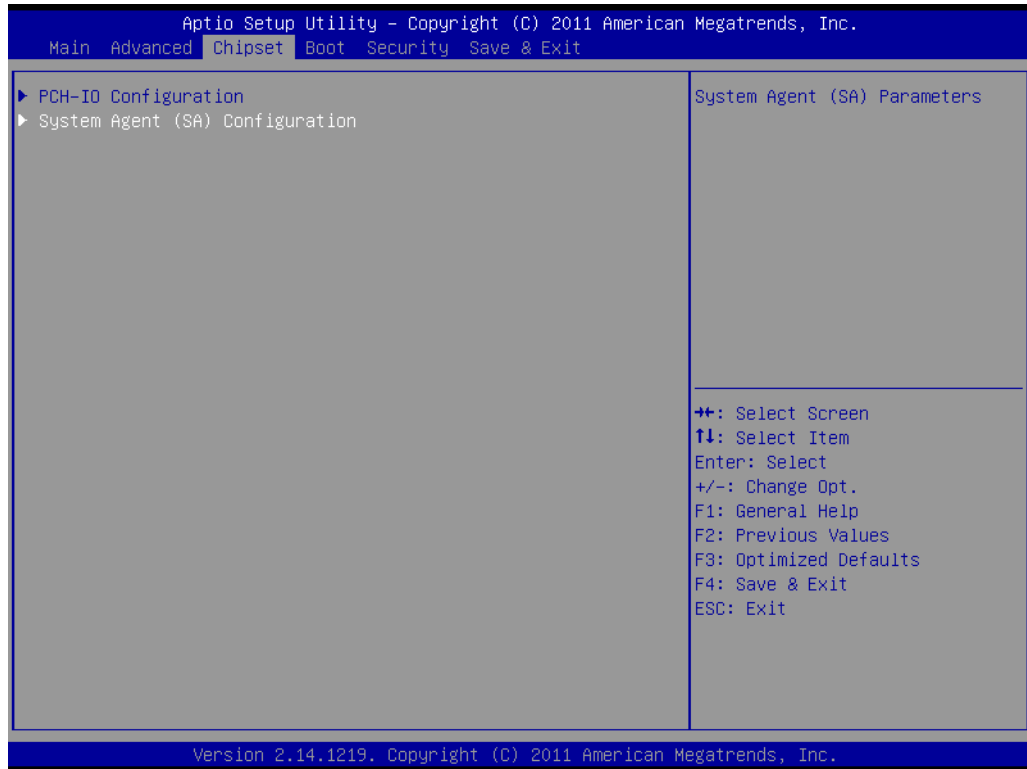 Aptio Setup Utility – Copyright (C) 2011 American Megatrends, Inc.
Main Advanced Chipset Boot Security Save & Exit
PCH-IO Configuration
System Agent (SA) Configuration
System Agent (SA) Parameters
→←: Select Screen
↑↓: Select Item
Enter: Select
+/-: Change Opt.
F1: General Help
F2: Previous Values
F3: Optimized Defaults
F4: Save & Exit
ESC: Exit
Version 2.14.1219. Copyright (C) 2011 American Megatrends, Inc.